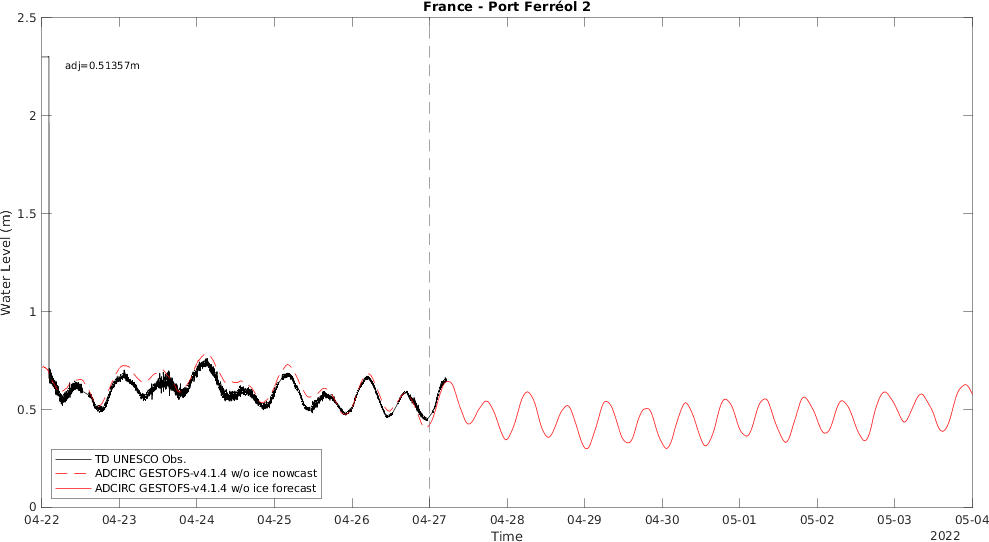 France - Port Ferréol 2
2.5
adj=0.51357m
2
1.5
Water Level (m)
1
0.5
TD UNESCO Obs.
ADCIRC GESTOFS-v4.1.4 w/o ice nowcast
ADCIRC GESTOFS-v4.1.4 w/o ice forecast
0
04-22 04-23 04-24 04-25 04-26 04-27 04-28 04-29 04-30 05-01 05-02 05-03 05-04
Time
2022